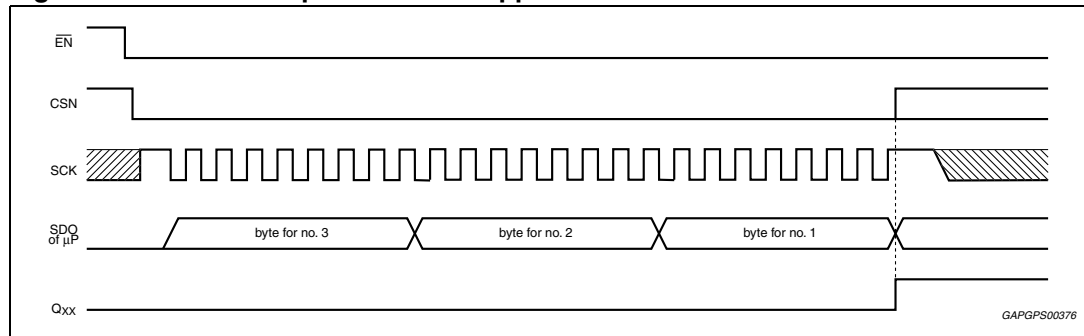 EN
CSN
SCK
SDO
of µP
byte for no. 3 byte for no. 2 byte for no. 1
QXX
GAPGPS00376